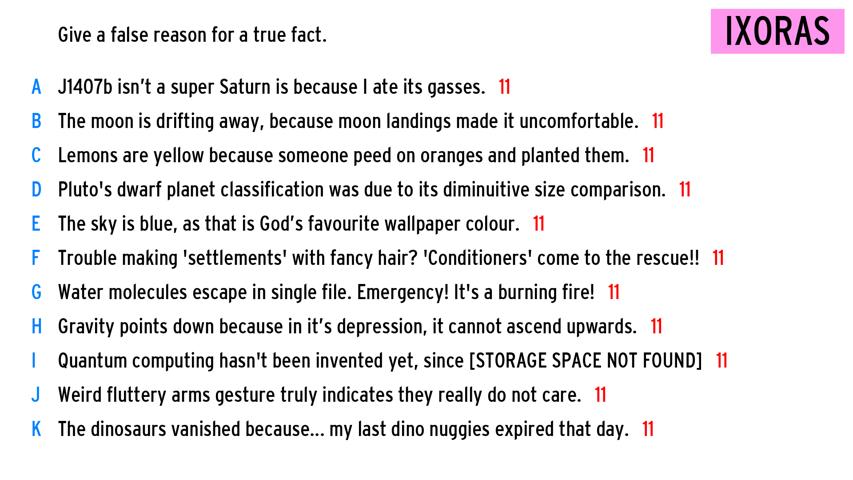 Give a false reason for a true fact.
IXORAS
A J1407b isn't a super Saturn is because I ate its gasses. 11
B The moon is drifting away, because moon landings made it uncomfortable. 11
C Lemons are yellow because someone peed on oranges and planted them. 11
D Pluto's dwarf planet classification was due to its diminuitive size comparison. 11
E The sky is blue, as that is God's favourite wallpaper colour. 11
F Trouble making 'settlements' with fancy hair? 'Conditioners' come to the rescue!! 11
G Water molecules escape in single file. Emergency! It's a burning fire! 11
H Gravity points down because in it's depression, it cannot ascend upwards. 11
I Quantum computing hasn't been invented yet, since [STORAGE SPACE NOT FOUND] 11
J Weird fluttery arms gesture truly indicates they really do not care. 11
K The dinosaurs vanished because... my last dino nuggies expired that day. 11